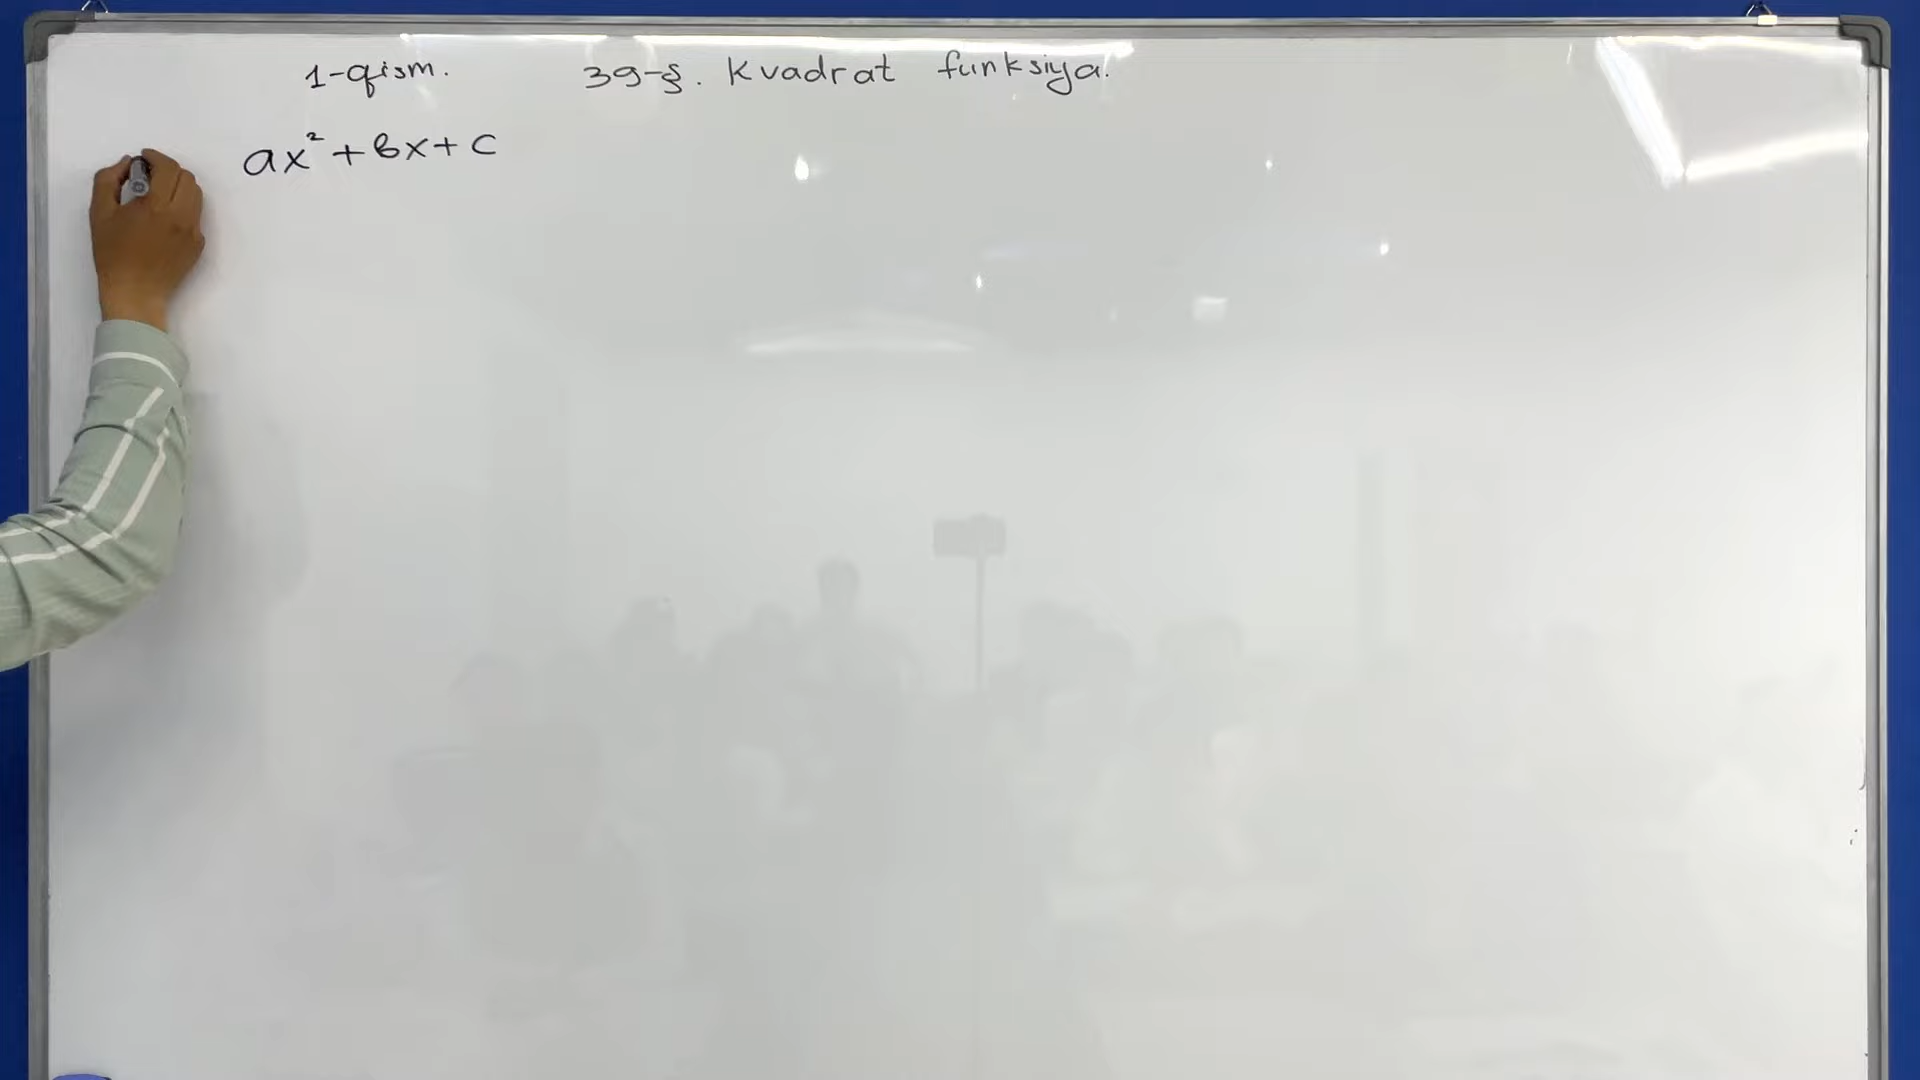 1-qism. 39-§. Kvadrat funksiya.
ax² + bx + c